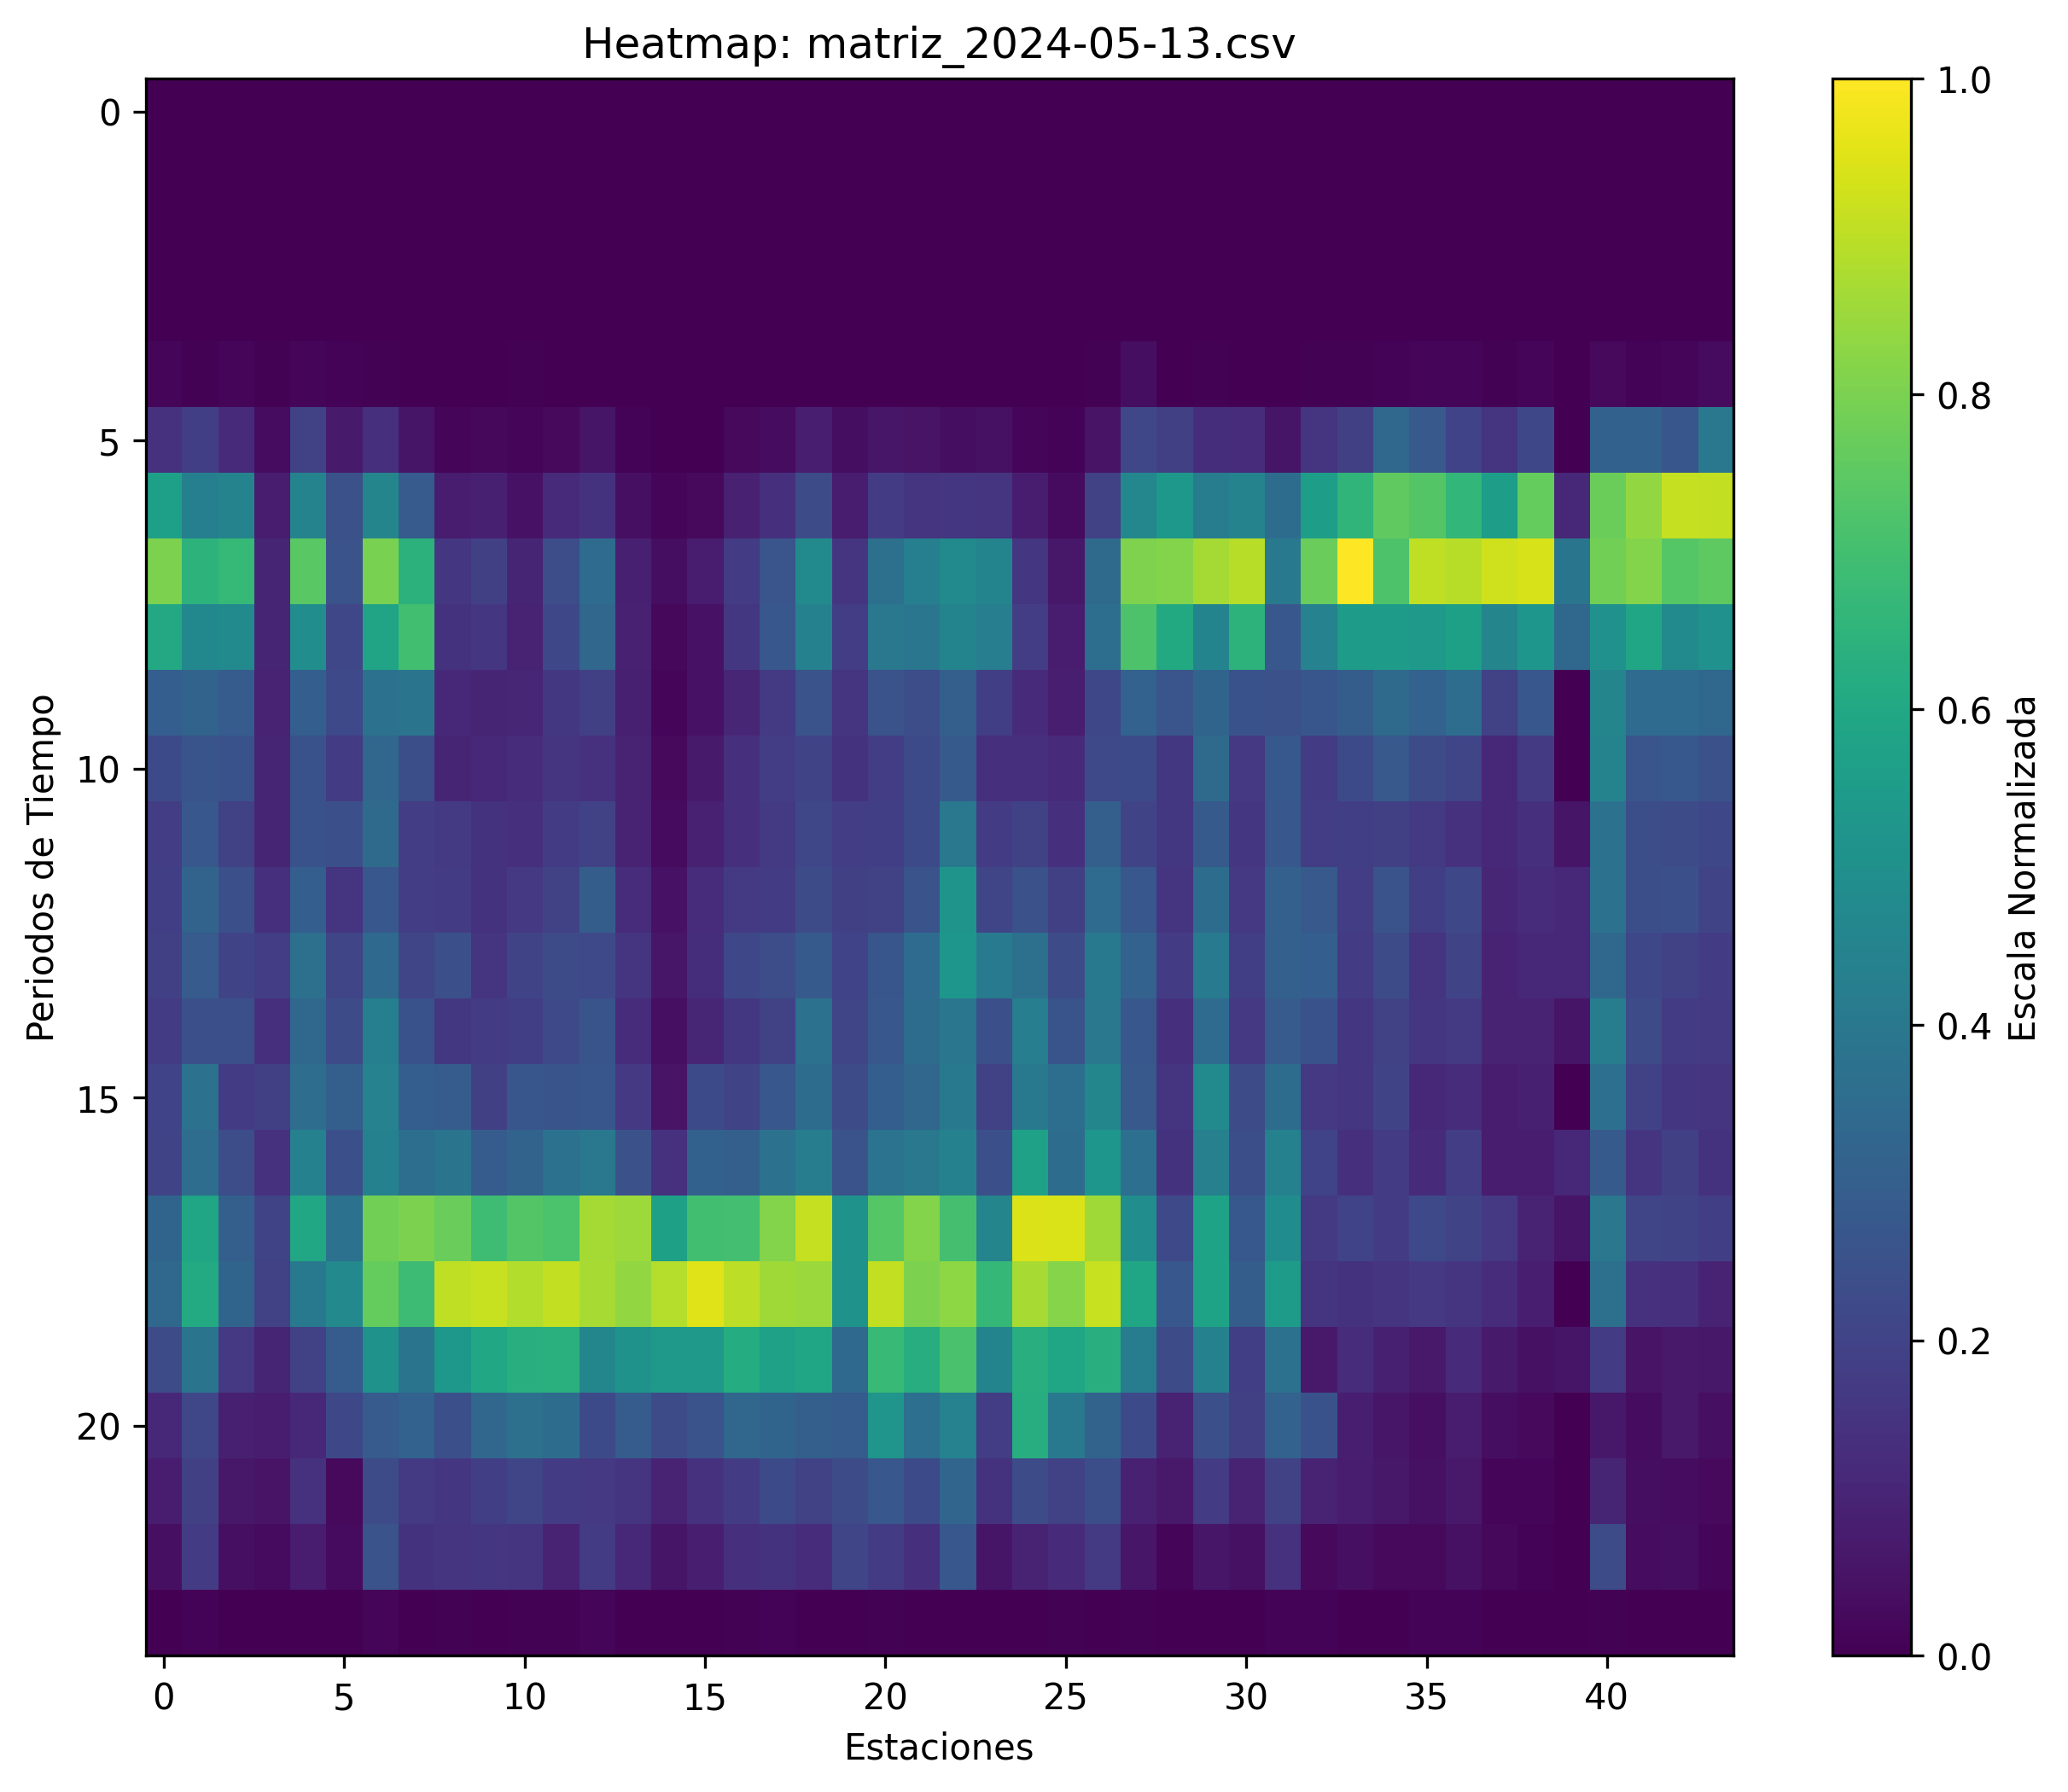 Heatmap: matriz_2024-05-13.csv
Periodos de Tiempo
0
5
10
15
20
0 5 10 15 20 25 30 35 40
Estaciones
1.0
0.8
0.6
0.4
0.2
0.0
Escala Normalizada